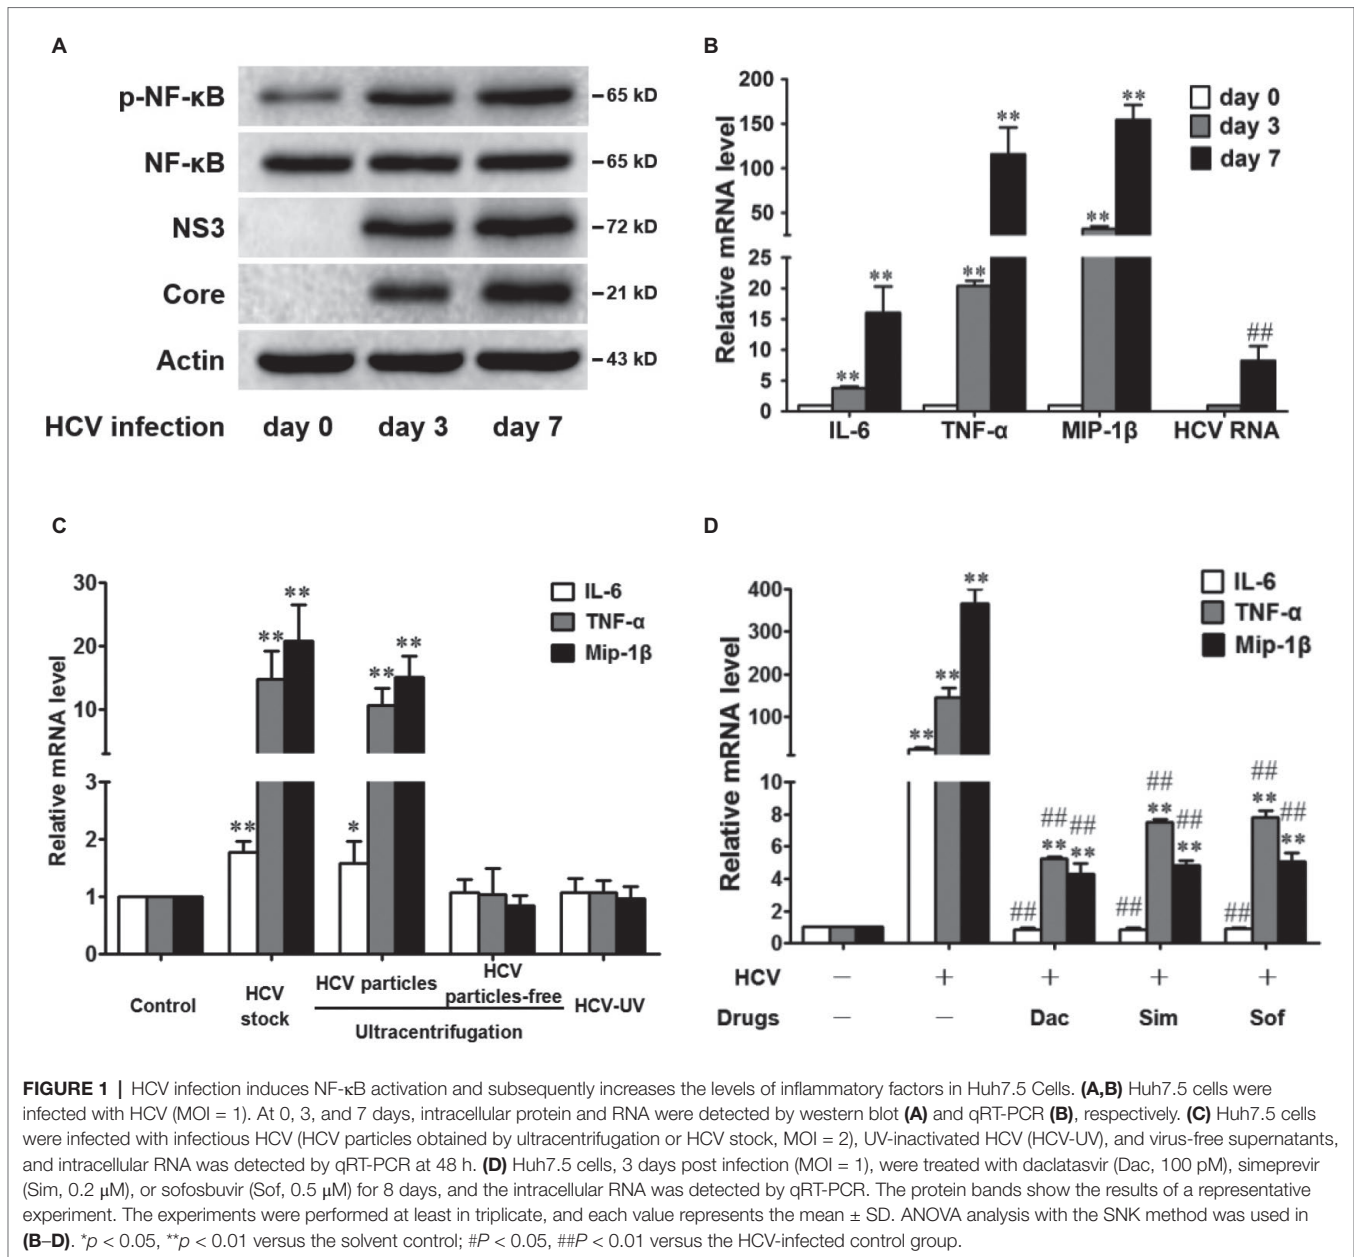 A
p-NF-κB
–65 kD
NF-κB
–65 kD
NS3
–72 kD
Core
–21 kD
Actin
–43 kD
HCV infection day 0 day 3 day 7
B
Relative mRNA level
200
150
100
50
25
20
15
10
5
0
** ** ** ** ** ** ##
day 0
day 3
day 7
IL-6 TNF-α MIP-1β HCV RNA
C
Relative mRNA level
30
20
10
3
2
1
0
** ** ** * ** **
IL-6
TNF-α
Mip-1β
Control
HCV
stock
HCV particles
HCV
particles-free
HCV-UV
Ultracentrifugation
D
Relative mRNA level
400
300
200
100
10
8
6
4
2
0
** ** **
## ## ## ## ## ## ## ## ##
** ** ** ** ** **
IL-6
TNF-α
Mip-1β
HCV — + + + +
Drugs — — Dac Sim Sof
FIGURE 1 | HCV infection induces NF-κB activation and subsequently increases the levels of inflammatory factors in Huh7.5 Cells. (A,B) Huh7.5 cells were
infected with HCV (MOI = 1). At 0, 3, and 7 days, intracellular protein and RNA were detected by western blot (A) and qRT-PCR (B), respectively. (C) Huh7.5 cells
were infected with infectious HCV (HCV particles obtained by ultracentrifugation or HCV stock, MOI = 2), UV-inactivated HCV (HCV-UV), and virus-free supernatants,
and intracellular RNA was detected by qRT-PCR at 48 h. (D) Huh7.5 cells, 3 days post infection (MOI = 1), were treated with daclatasvir (Dac, 100 pM), simeprevir
(Sim, 0.2 μM), or sofosbuvir (Sof, 0.5 μM) for 8 days, and the intracellular RNA was detected by qRT-PCR. The protein bands show the results of a representative
experiment. The experiments were performed at least in triplicate, and each value represents the mean ± SD. ANOVA analysis with the SNK method was used in
(B–D). *p < 0.05, **p < 0.01 versus the solvent control; #P < 0.05, ##P < 0.01 versus the HCV-infected control group.